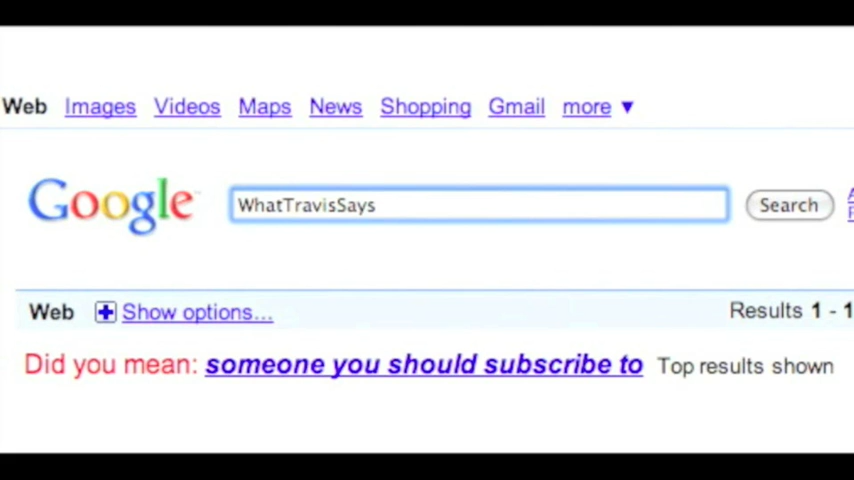 Web Images Videos Maps News Shopping Gmail more ▼
Google™ WhatTravisSays Search
Web + Show options... Results 1 - 1
Did you mean: someone you should subscribe to Top results shown